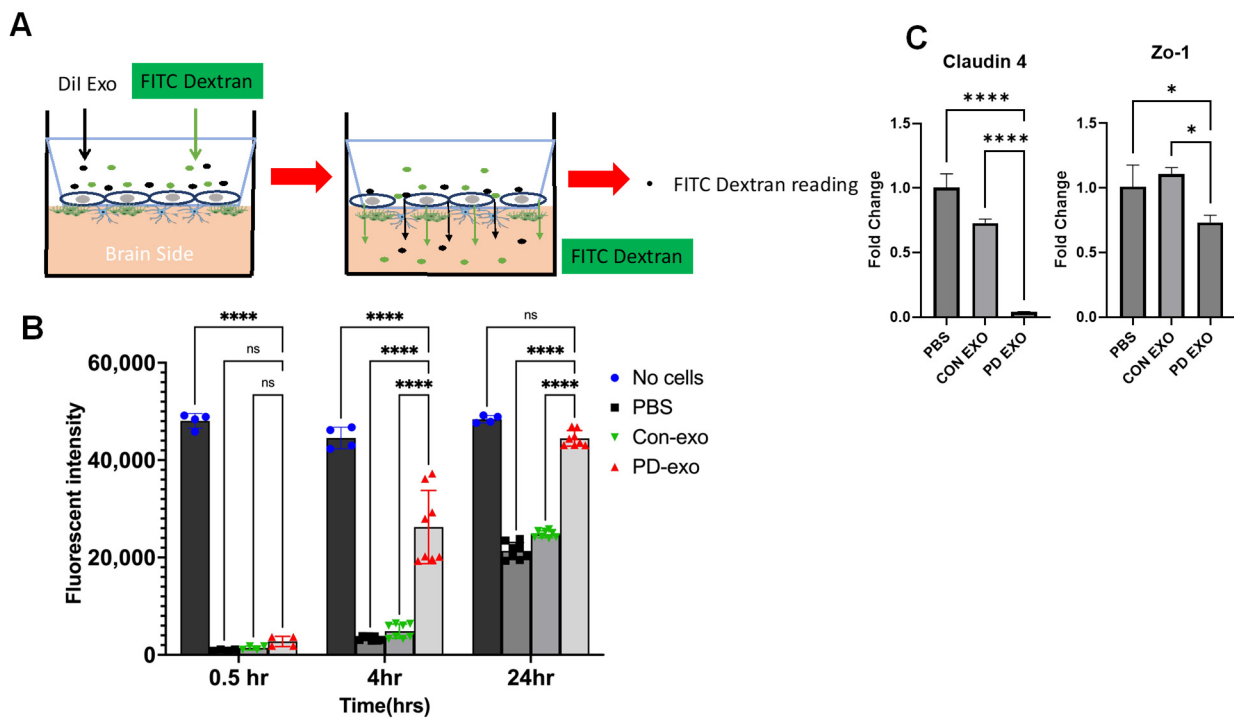 A
Dil Exo
FITC Dextran
Brain Side
FITC Dextran reading
FITC Dextran
B
****
ns
ns
****
****
****
ns
****
****
60,000
40,000
20,000
0
Fluorescent intensity
0.5 hr
4hr
24hr
Time(hrs)
No cells
PBS
Con-exo
PD-exo
C
Claudin 4
****
****
1.5
1.0
0.5
0.0
Fold Change
PBS
CON EXO
PD EXO
Zo-1
*
*
1.5
1.0
0.5
0.0
Fold Change
PBS
CON EXO
PD EXO